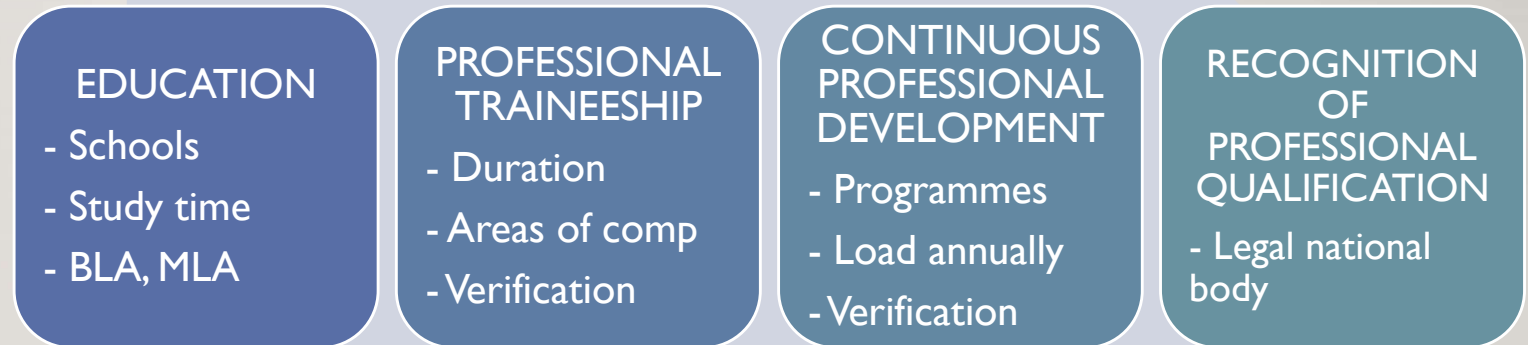 EDUCATION
- Schools
- Study time
- BLA, MLA
PROFESSIONAL
TRAINEESHIP
- Duration
- Areas of comp
- Verification
CONTINUOUS
PROFESSIONAL
DEVELOPMENT
- Programmes
- Load annually
- Verification
RECOGNITION
OF
PROFESSIONAL
QUALIFICATION
- Legal national
body